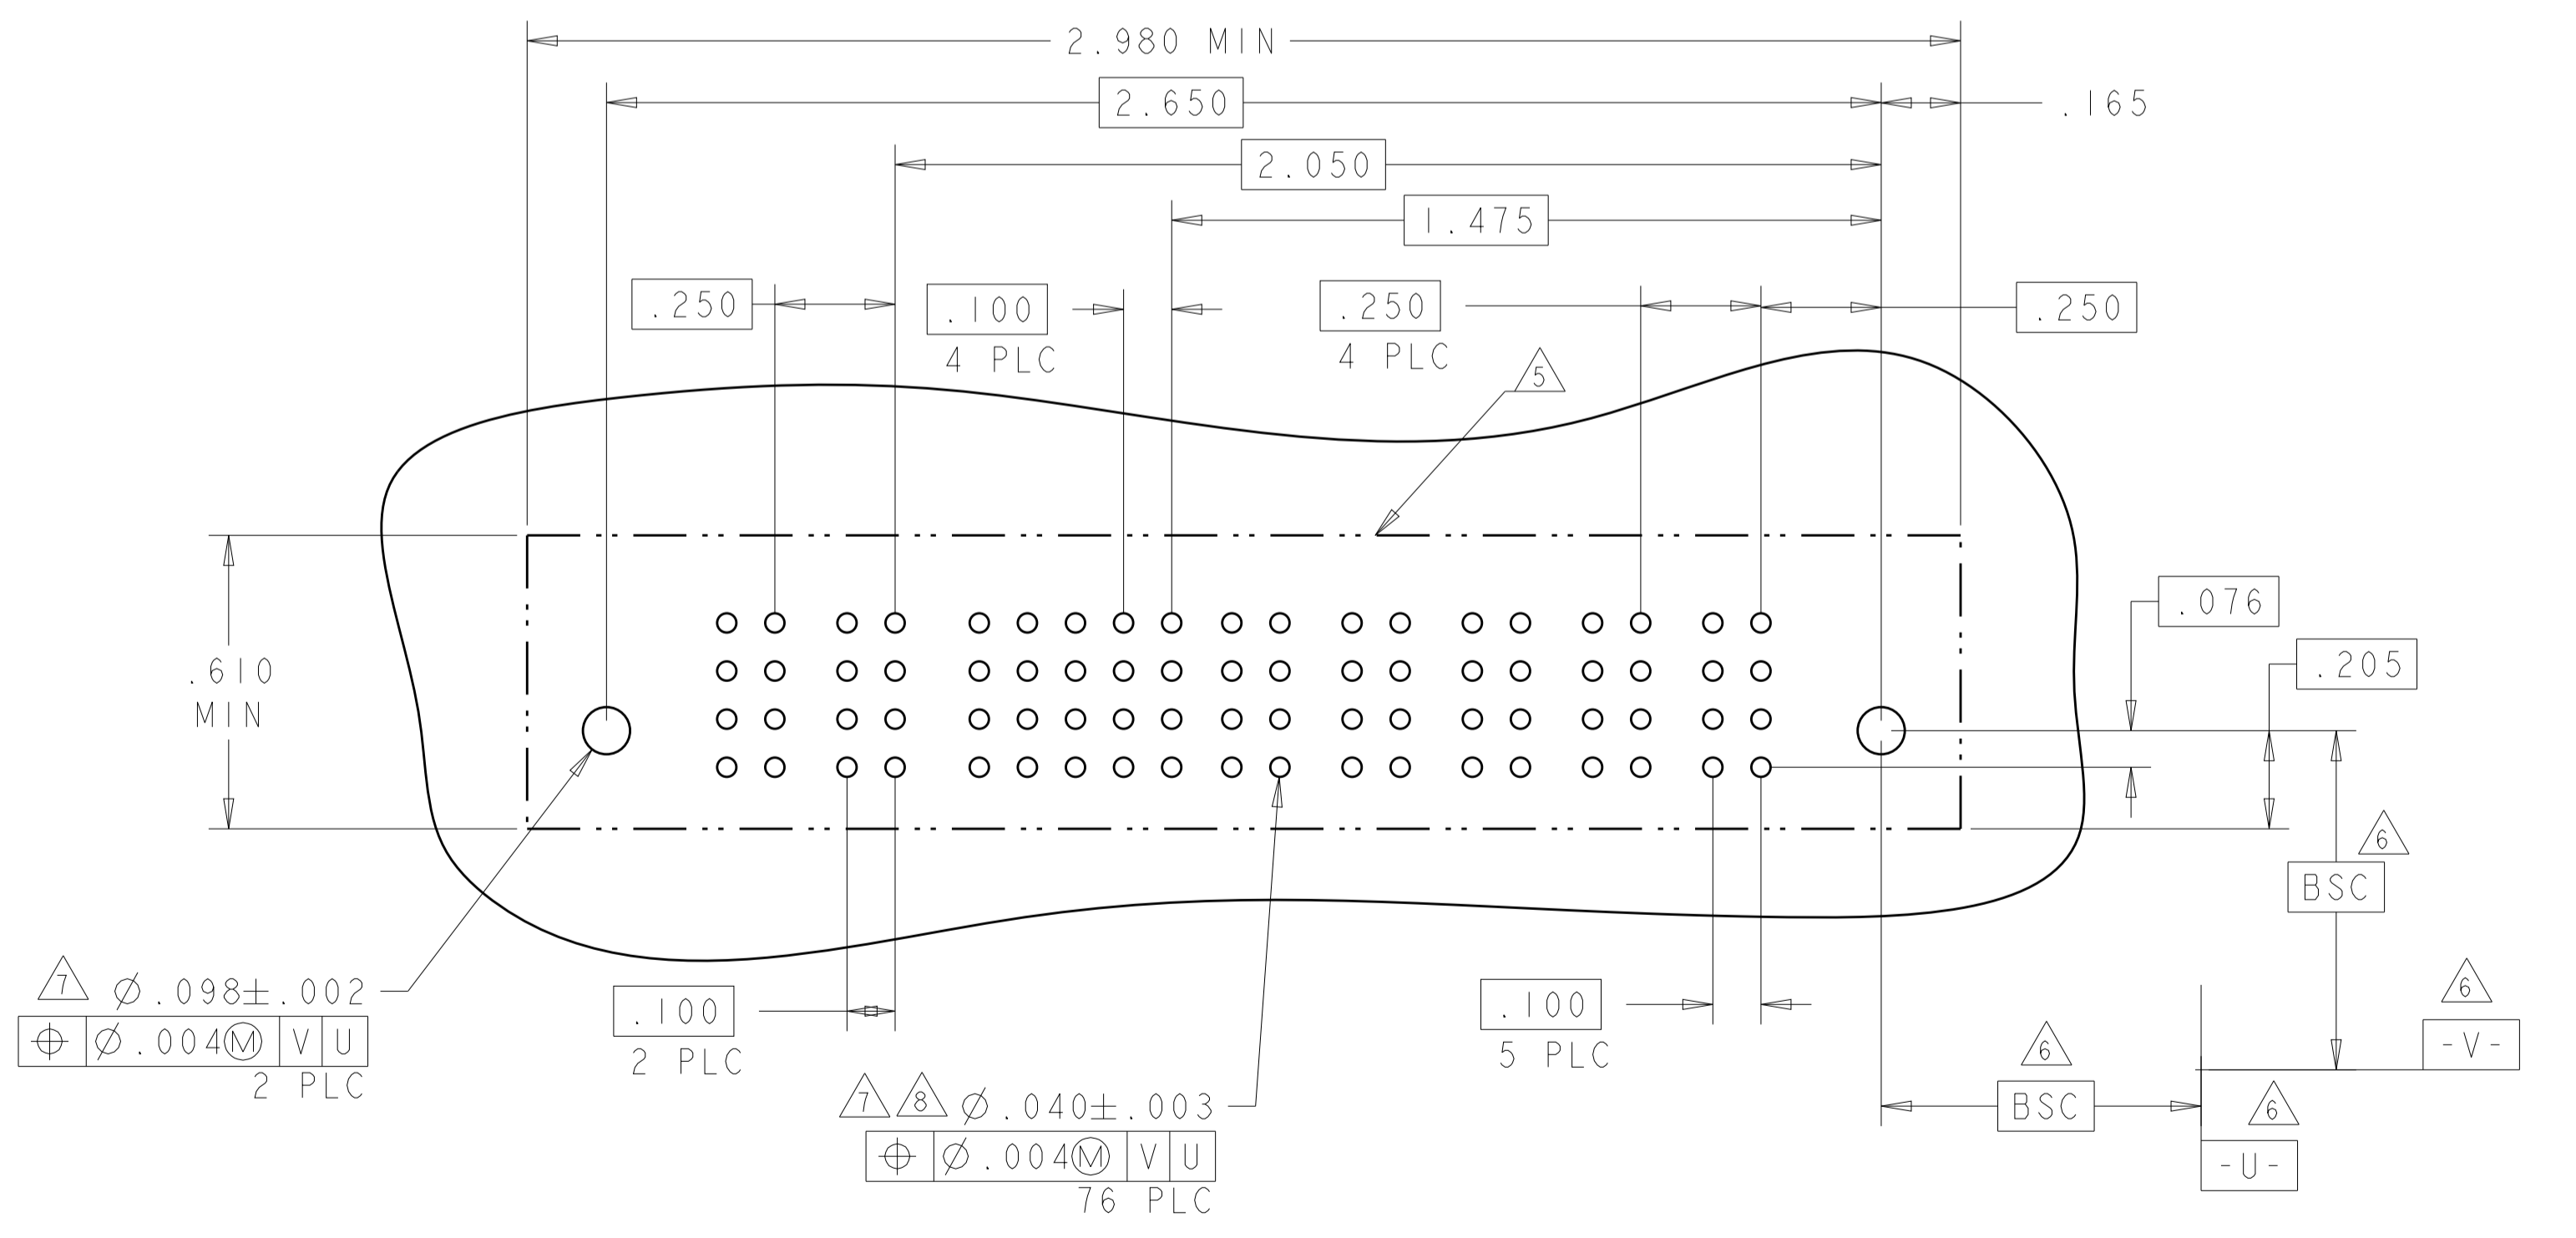 2.980 MIN
2.650
.165
2.050
1.475
.250
.100
4 PLC
.250
4 PLC
.250
5
.076
.205
.610
MIN
6
BSC
7 Ø.098±.002
⌖ Ø.004Ⓜ V U
2 PLC
.100
2 PLC
.100
5 PLC
6
-V-
6
BSC
6
-U-
7 8 Ø.040±.003
⌖ Ø.004Ⓜ V U
76 PLC